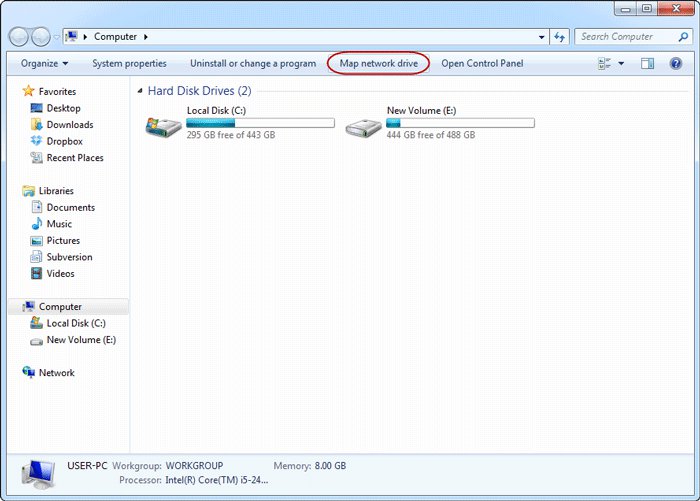 Computer
Search Computer
Organize
System properties
Uninstall or change a program
Map network drive
Open Control Panel
Favorites
Desktop
Downloads
Dropbox
Recent Places
Libraries
Documents
Music
Pictures
Subversion
Videos
Computer
Local Disk (C:)
New Volume (E:)
Network
Hard Disk Drives (2)
Local Disk (C:)
295 GB free of 443 GB
New Volume (E:)
444 GB free of 488 GB
USER-PC Workgroup: WORKGROUP Memory: 8.00 GB
Processor: Intel(R) Core(TM) i5-24...